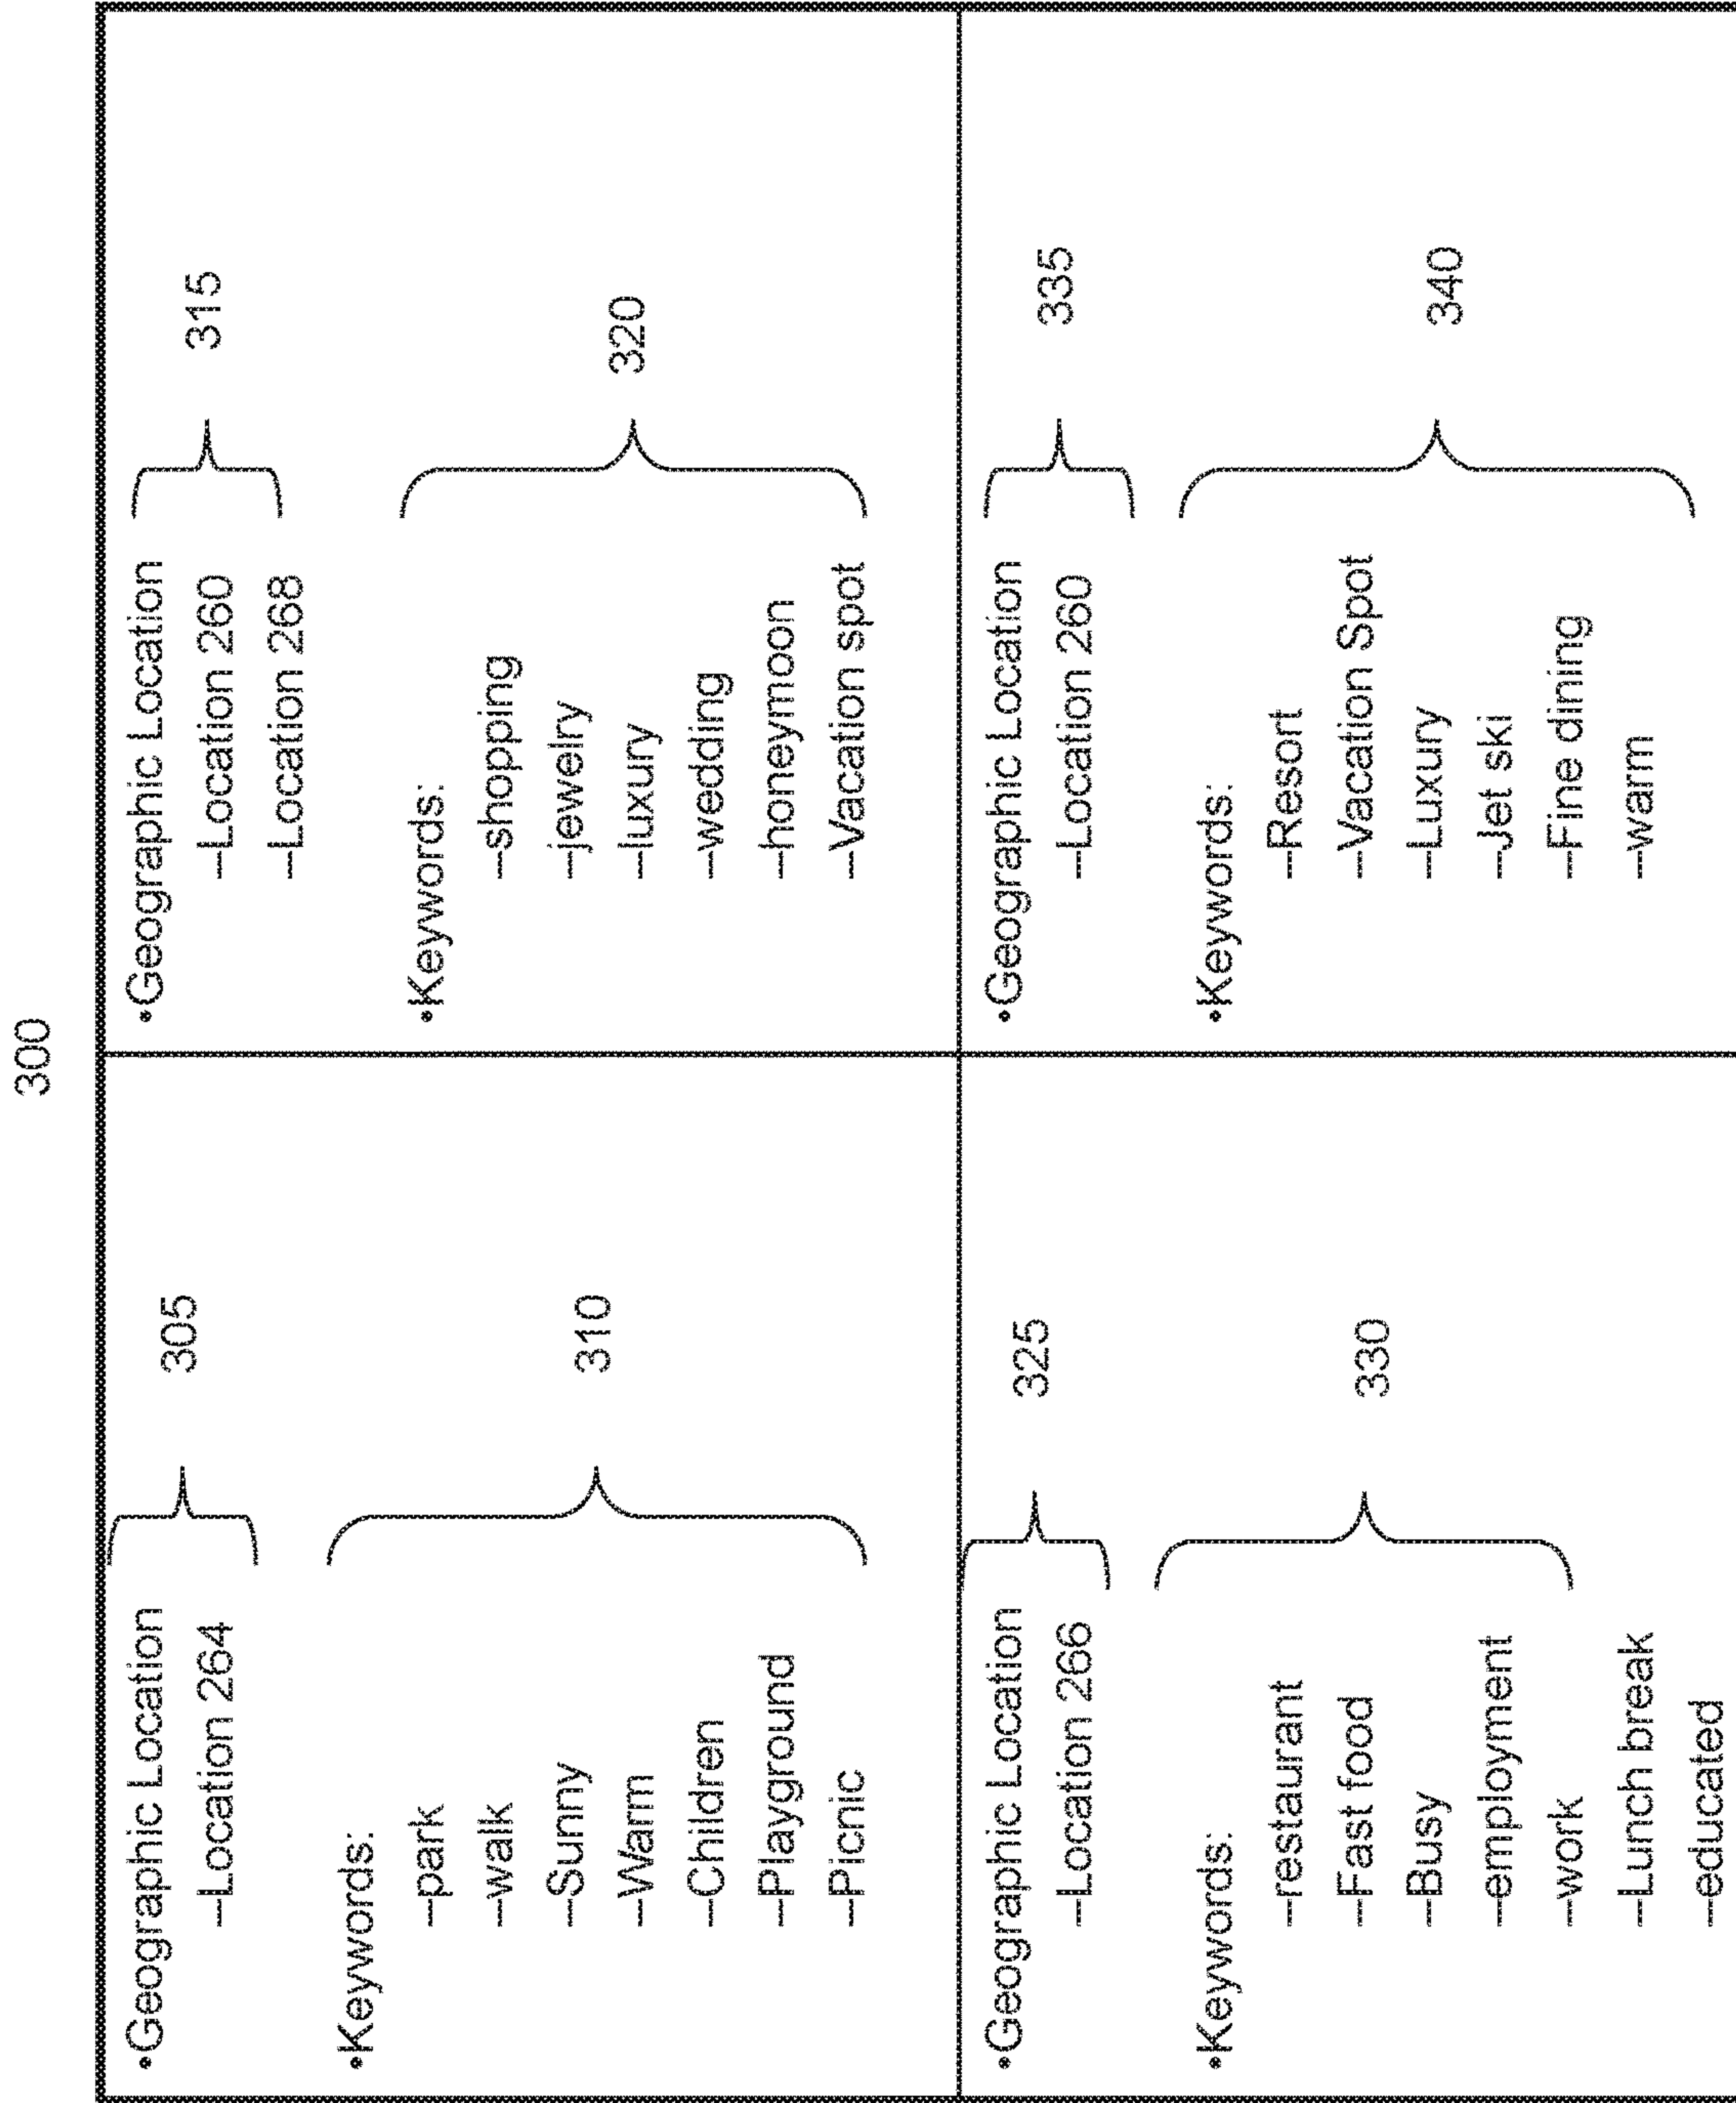 300
•Geographic Location
–Location 264
305
•Keywords:
–park
–walk
–Sunny
–Warm
–Children
–Playground
–Picnic
310
•Geographic Location
–Location 260
–Location 268
315
•Keywords:
–shopping
–jewelry
–luxury
–wedding
–honeymoon
–Vacation spot
320
•Geographic Location
–Location 266
325
•Keywords:
–restaurant
–Fast food
–Busy
–employment
–work
–Lunch break
–educated
330
•Geographic Location
–Location 260
335
•Keywords:
–Resort
–Vacation Spot
–Luxury
–Jet ski
–Fine dining
–warm
340